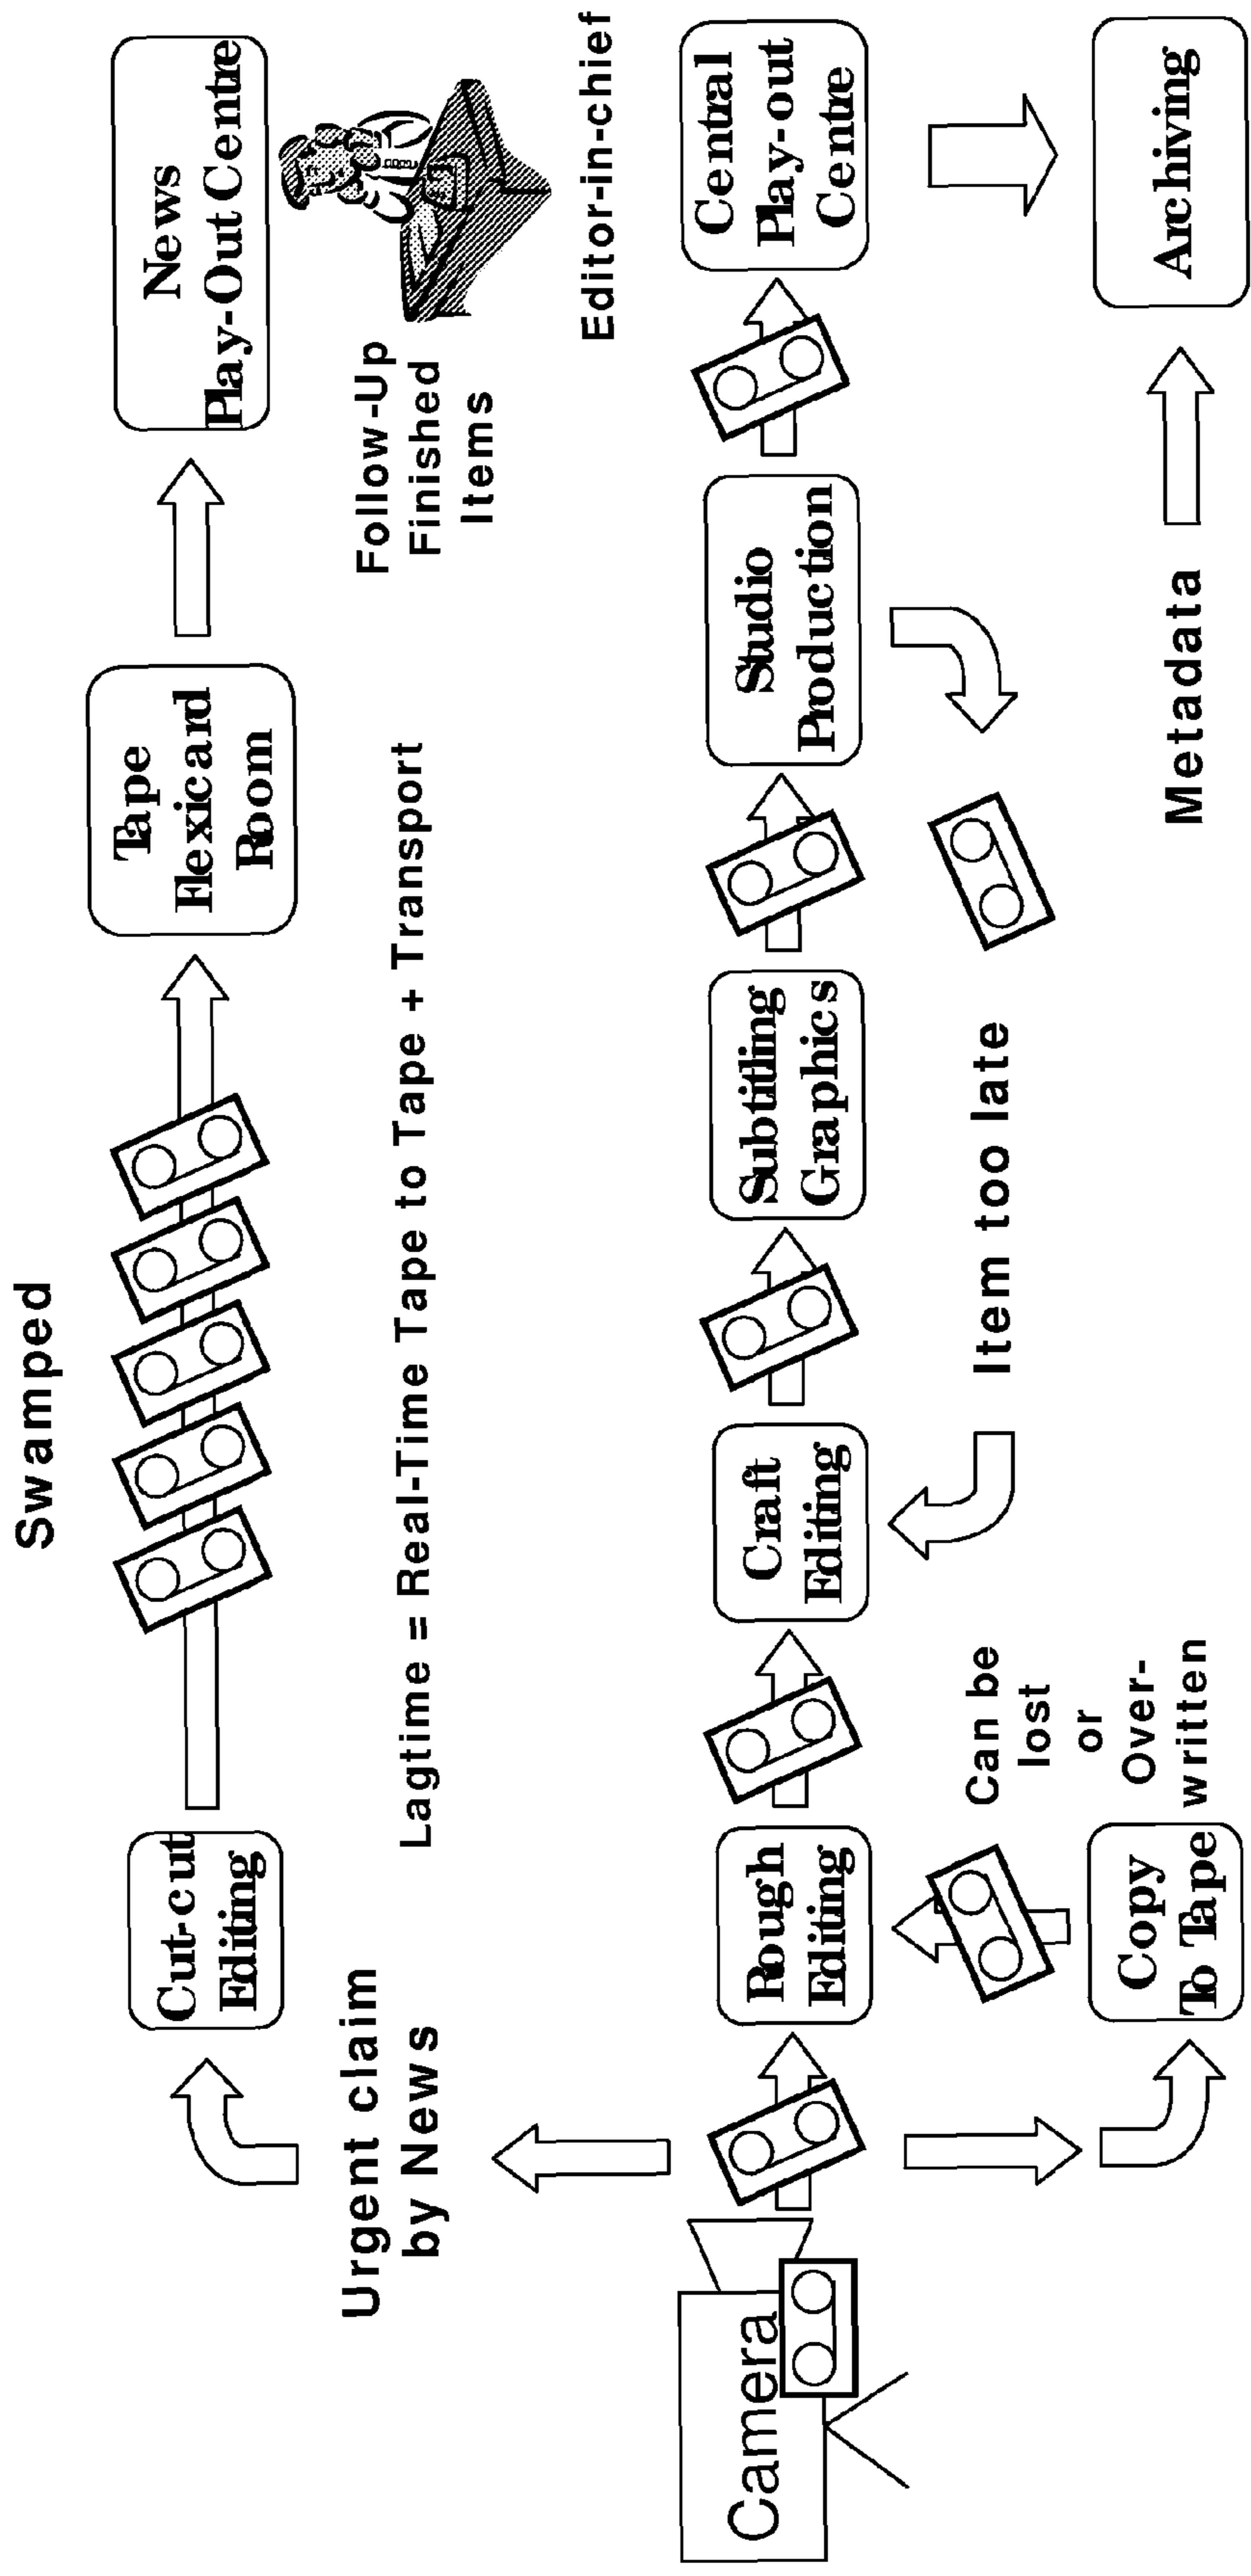 Swamped
Cut-cut
Editing
Tape
Flexicard
Room
News
Play-Out Centre
Urgent claim
by News
Lagtime = Real-Time Tape to Tape + Transport
Follow-Up
Finished
Items
Editor-in-chief
Camera
Rough
Editing
Craft
Editing
Subtitling
Graphics
Studio
Production
Central
Play-out
Centre
Copy
To Tape
Can be
lost
or
Over-
written
Item too late
Metadata
Archiving